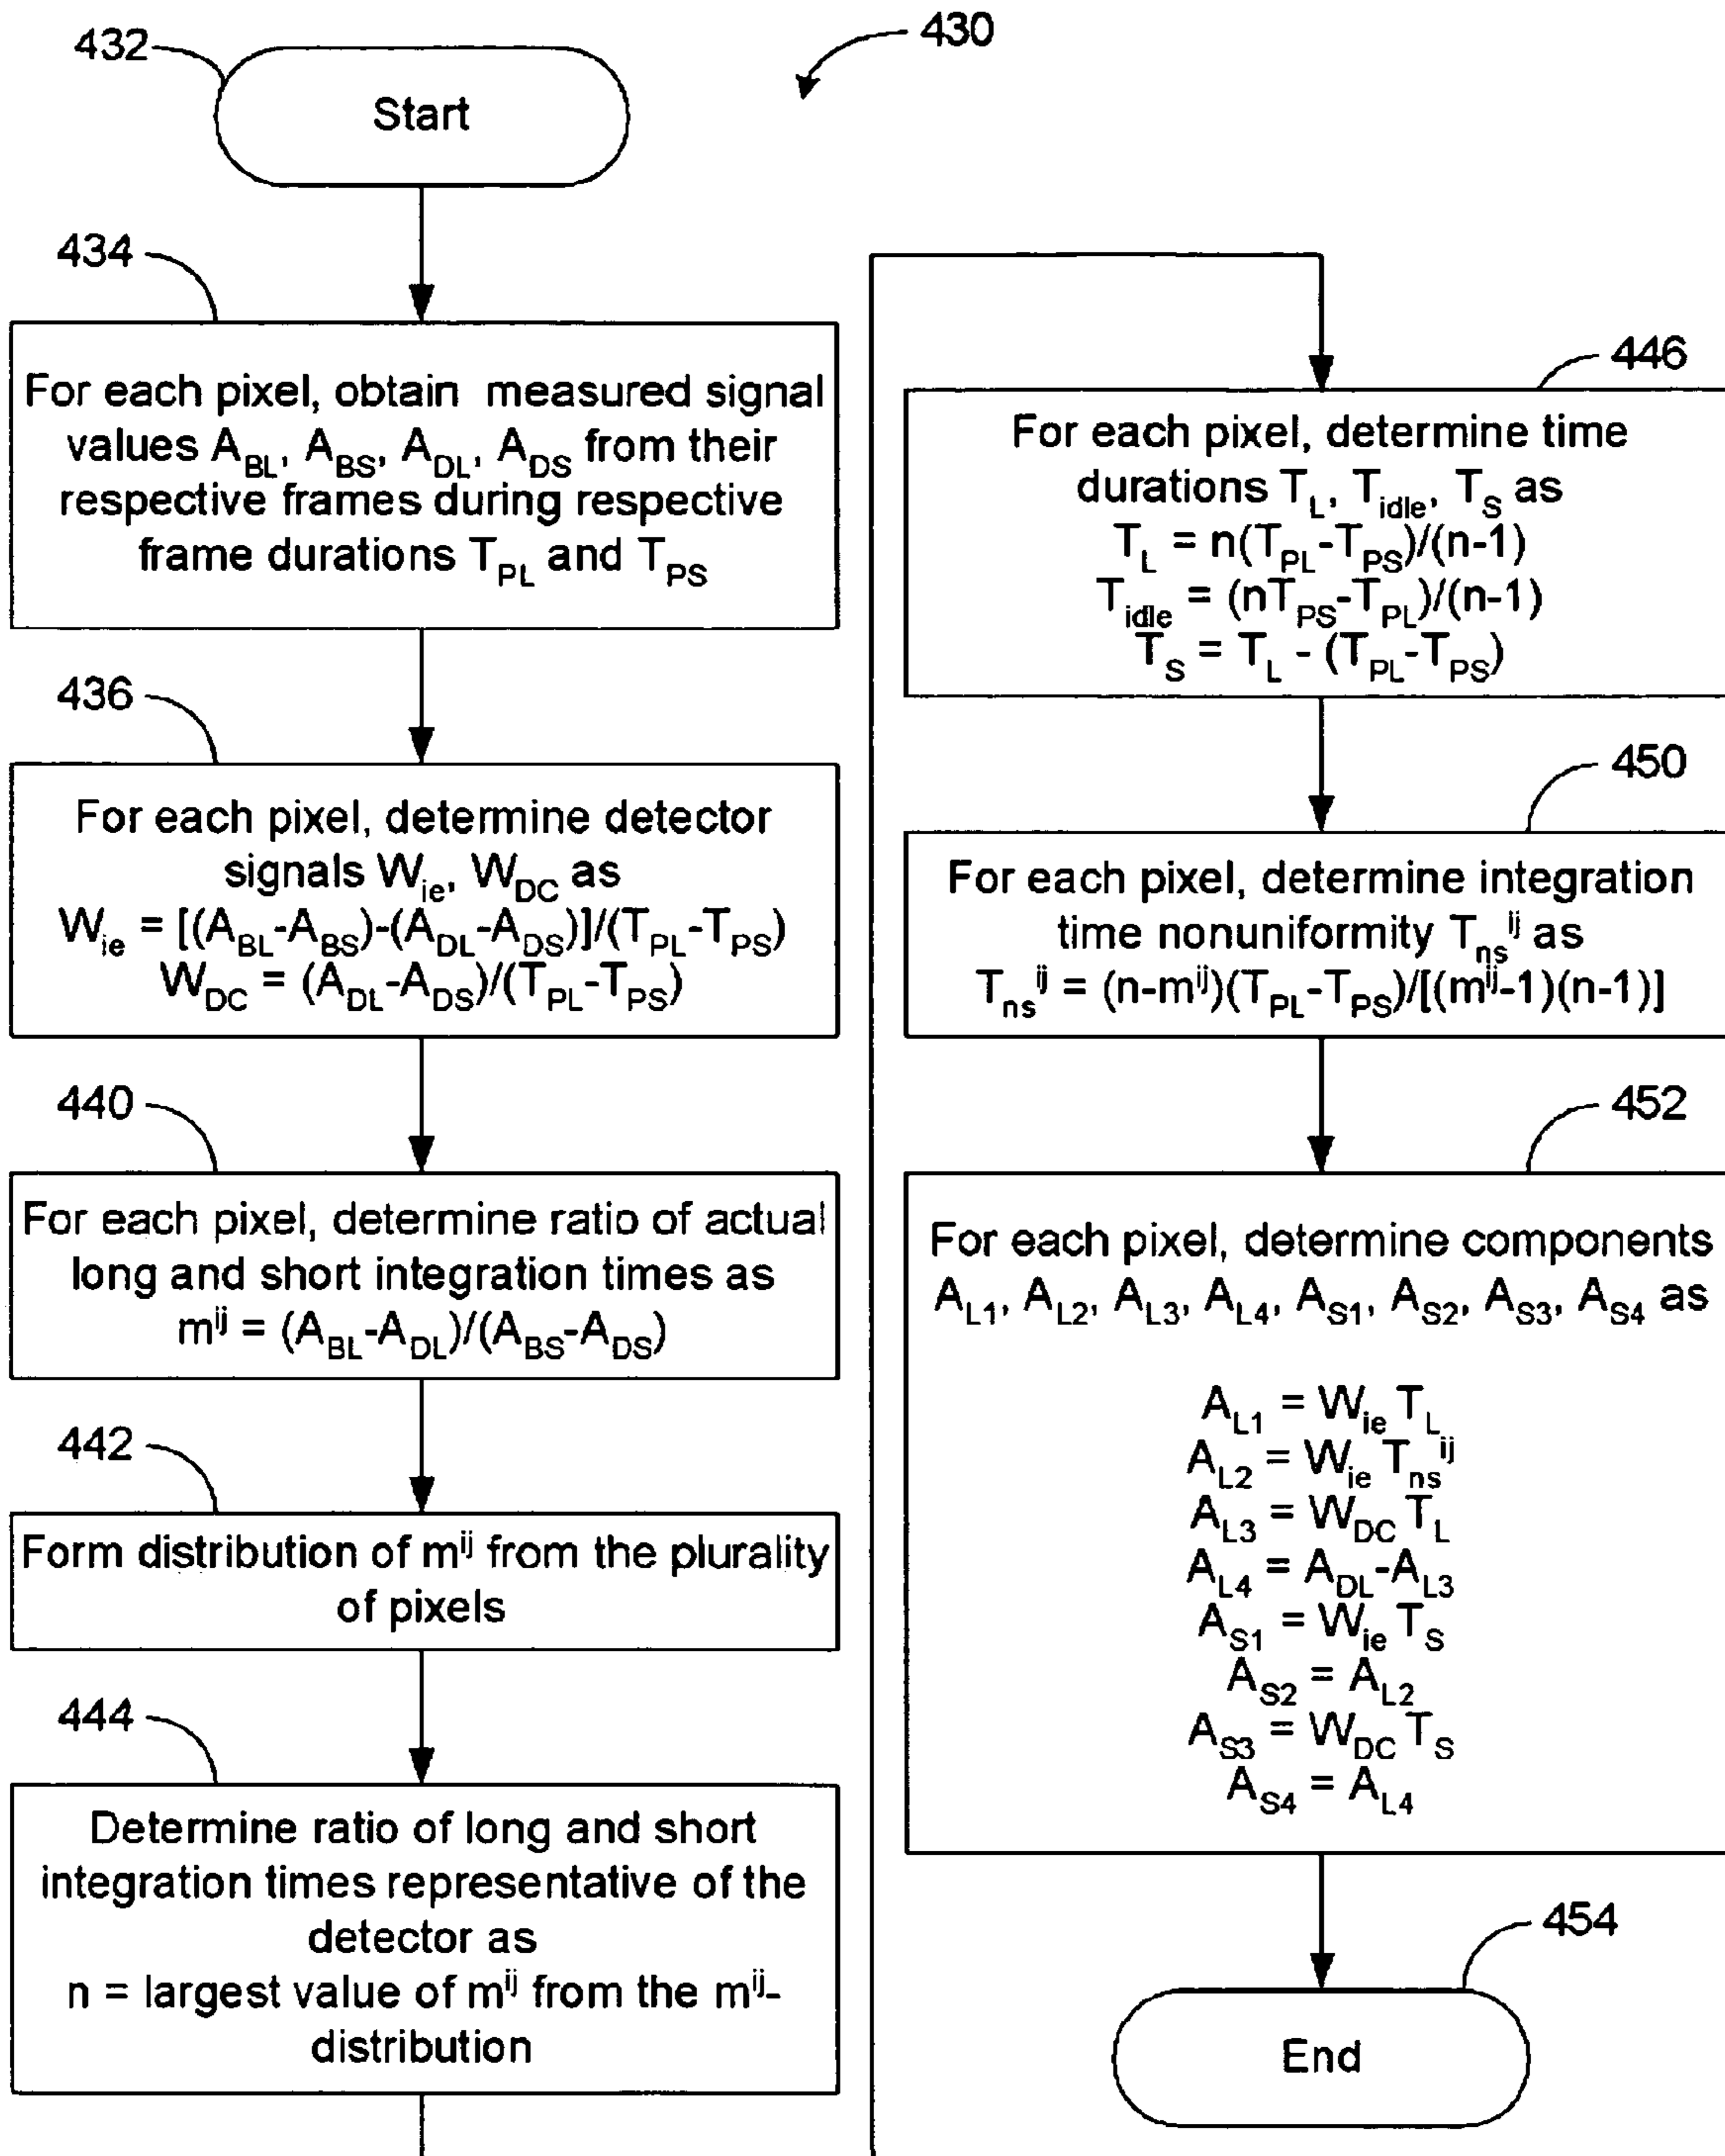 430
432
Start
434
For each pixel, obtain measured signal
values A_BL, A_BS, A_DL, A_DS from their
respective frames during respective
frame durations T_PL and T_PS
436
For each pixel, determine detector
signals W_ie, W_DC as
W_ie = [(A_BL-A_BS)-(A_DL-A_DS)]/(T_PL-T_PS)
W_DC = (A_DL-A_DS)/(T_PL-T_PS)
440
For each pixel, determine ratio of actual
long and short integration times as
m^ij = (A_BL-A_DL)/(A_BS-A_DS)
442
Form distribution of m^ij from the plurality
of pixels
444
Determine ratio of long and short
integration times representative of the
detector as
n = largest value of m^ij from the m^ij-
distribution
446
For each pixel, determine time
durations T_L, T_idle, T_S as
T_L = n(T_PL-T_PS)/(n-1)
T_idle = (nT_PS-T_PL)/(n-1)
T_S = T_L - (T_PL-T_PS)
450
For each pixel, determine integration
time nonuniformity T_ns^ij as
T_ns^ij = (n-m^ij)(T_PL-T_PS)/[(m^ij-1)(n-1)]
452
For each pixel, determine components
A_L1, A_L2, A_L3, A_L4, A_S1, A_S2, A_S3, A_S4 as
A_L1 = W_ie T_L
A_L2 = W_ie T_ns^ij
A_L3 = W_DC T_L
A_L4 = A_DL-A_L3
A_S1 = W_ie T_S
A_S2 = A_L2
A_S3 = W_DC T_S
A_S4 = A_L4
454
End